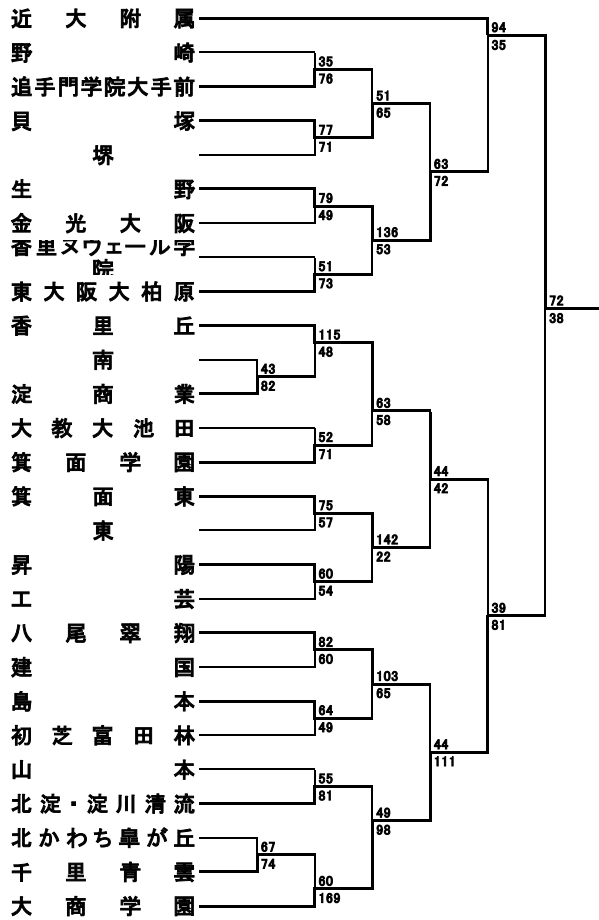 近大附属
94
35
野崎
35
76
追手門学院大手前
51
65
貝塚
77
71
堺
63
72
生野
79
49
金光大阪
136
53
香里ヌヴェール学院
51
73
東大阪大柏原
72
38
香里丘
115
48
南
43
82
淀商業
63
58
大教大池田
52
71
箕面学園
44
42
箕面東
75
57
東
142
22
昇陽
60
54
工芸
39
81
八尾翠翔
82
60
建国
103
65
島本
64
49
初芝富田林
44
111
山本
55
81
北淀・淀川清流
49
98
北かわち皐が丘
67
74
千里青雲
60
169
大商学園